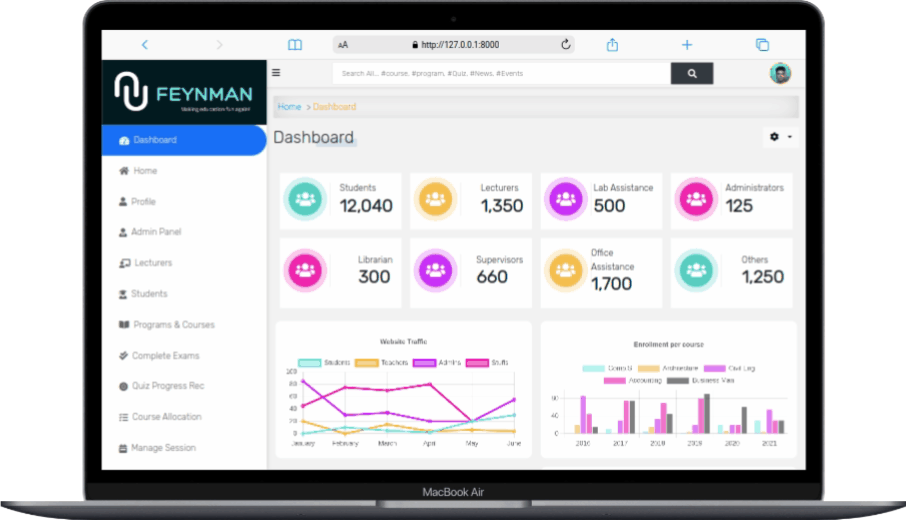 AA http://127.0.0.1:8000
Search All... #course, #program, #Quiz, #News, #Events
FEYNMAN
Making education fun again
Home > Dashboard
Dashboard
Dashboard
Home
Profile
Admin Panel
Lecturers
Students
Programs & Courses
Complete Exams
Quiz Progress Rec
Course Allocation
Manage Session
Students
12,040
Lecturers
1,350
Lab Assistance
500
Administrators
125
Librarian
300
Supervisors
660
Office
Assistance
1,700
Others
1,250
Website Traffic
Students Teachers Admins Stuffs
100
80
60
40
20
0
January February March April May June
Enrollment per course
Comp S Architecture Civil Eng
Accounting Business Man
80
40
0
2016 2017 2018 2019 2020 2021
MacBook Air